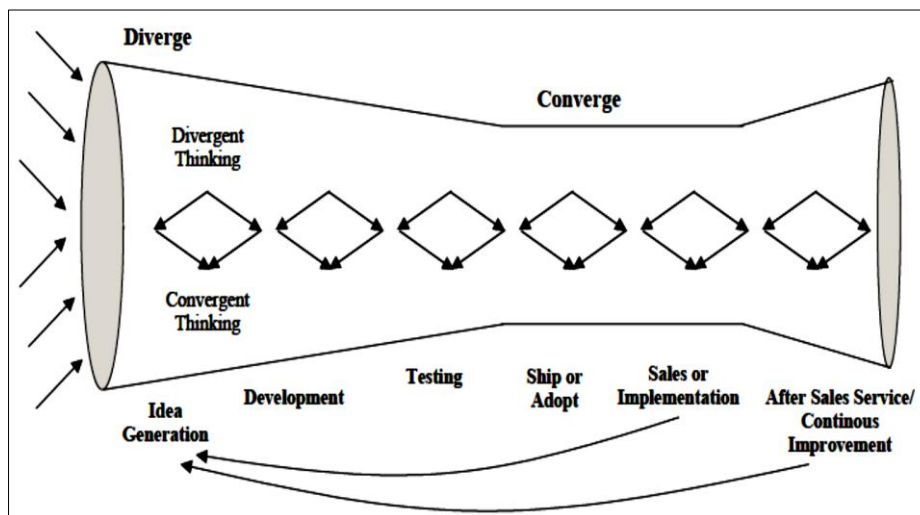 Diverge
Converge
Divergent
Thinking
Convergent
Thinking
Idea
Generation
Development
Testing
Ship or
Adopt
Sales or
Implementation
After Sales Service/
Continous
Improvement